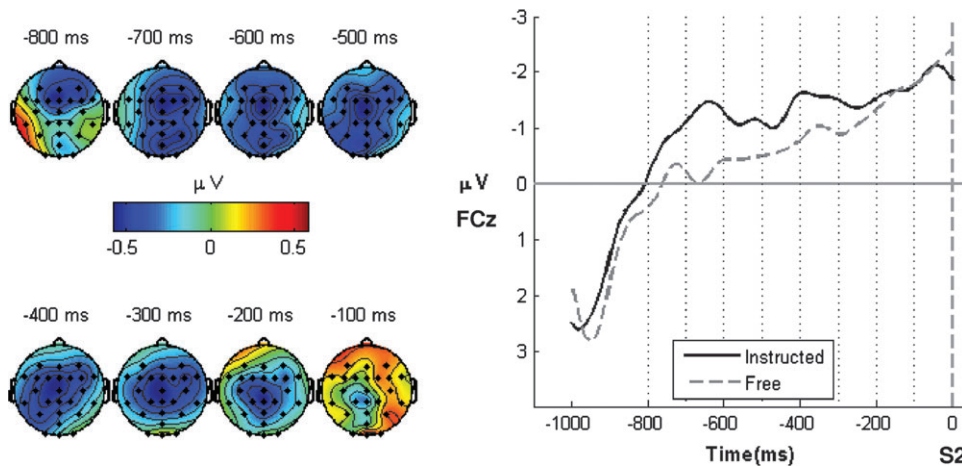 -800 ms -700 ms -600 ms -500 ms
μV
-0.5 0 0.5
-400 ms -300 ms -200 ms -100 ms
-3
-2
-1
μV 0
FCz
1
2
3
Instructed
Free
-1000 -800 -600 -400 -200 0
Time(ms) S2